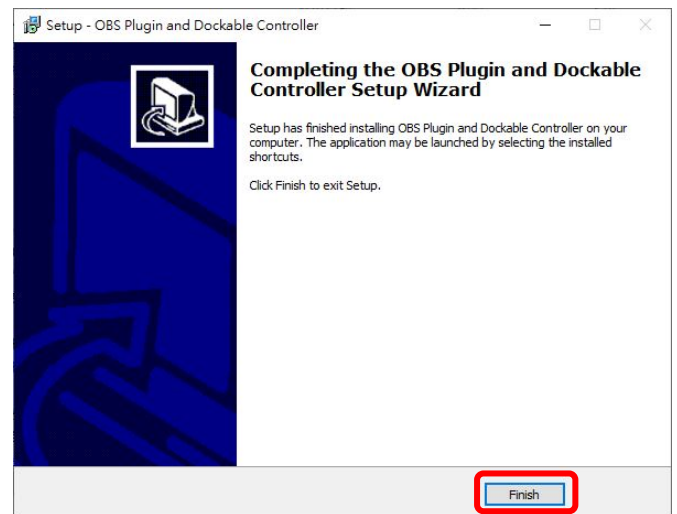 Setup - OBS Plugin and Dockable Controller
Completing the OBS Plugin and Dockable
Controller Setup Wizard
Setup has finished installing OBS Plugin and Dockable Controller on your
computer. The application may be launched by selecting the installed
shortcuts.
Click Finish to exit Setup.
Finish